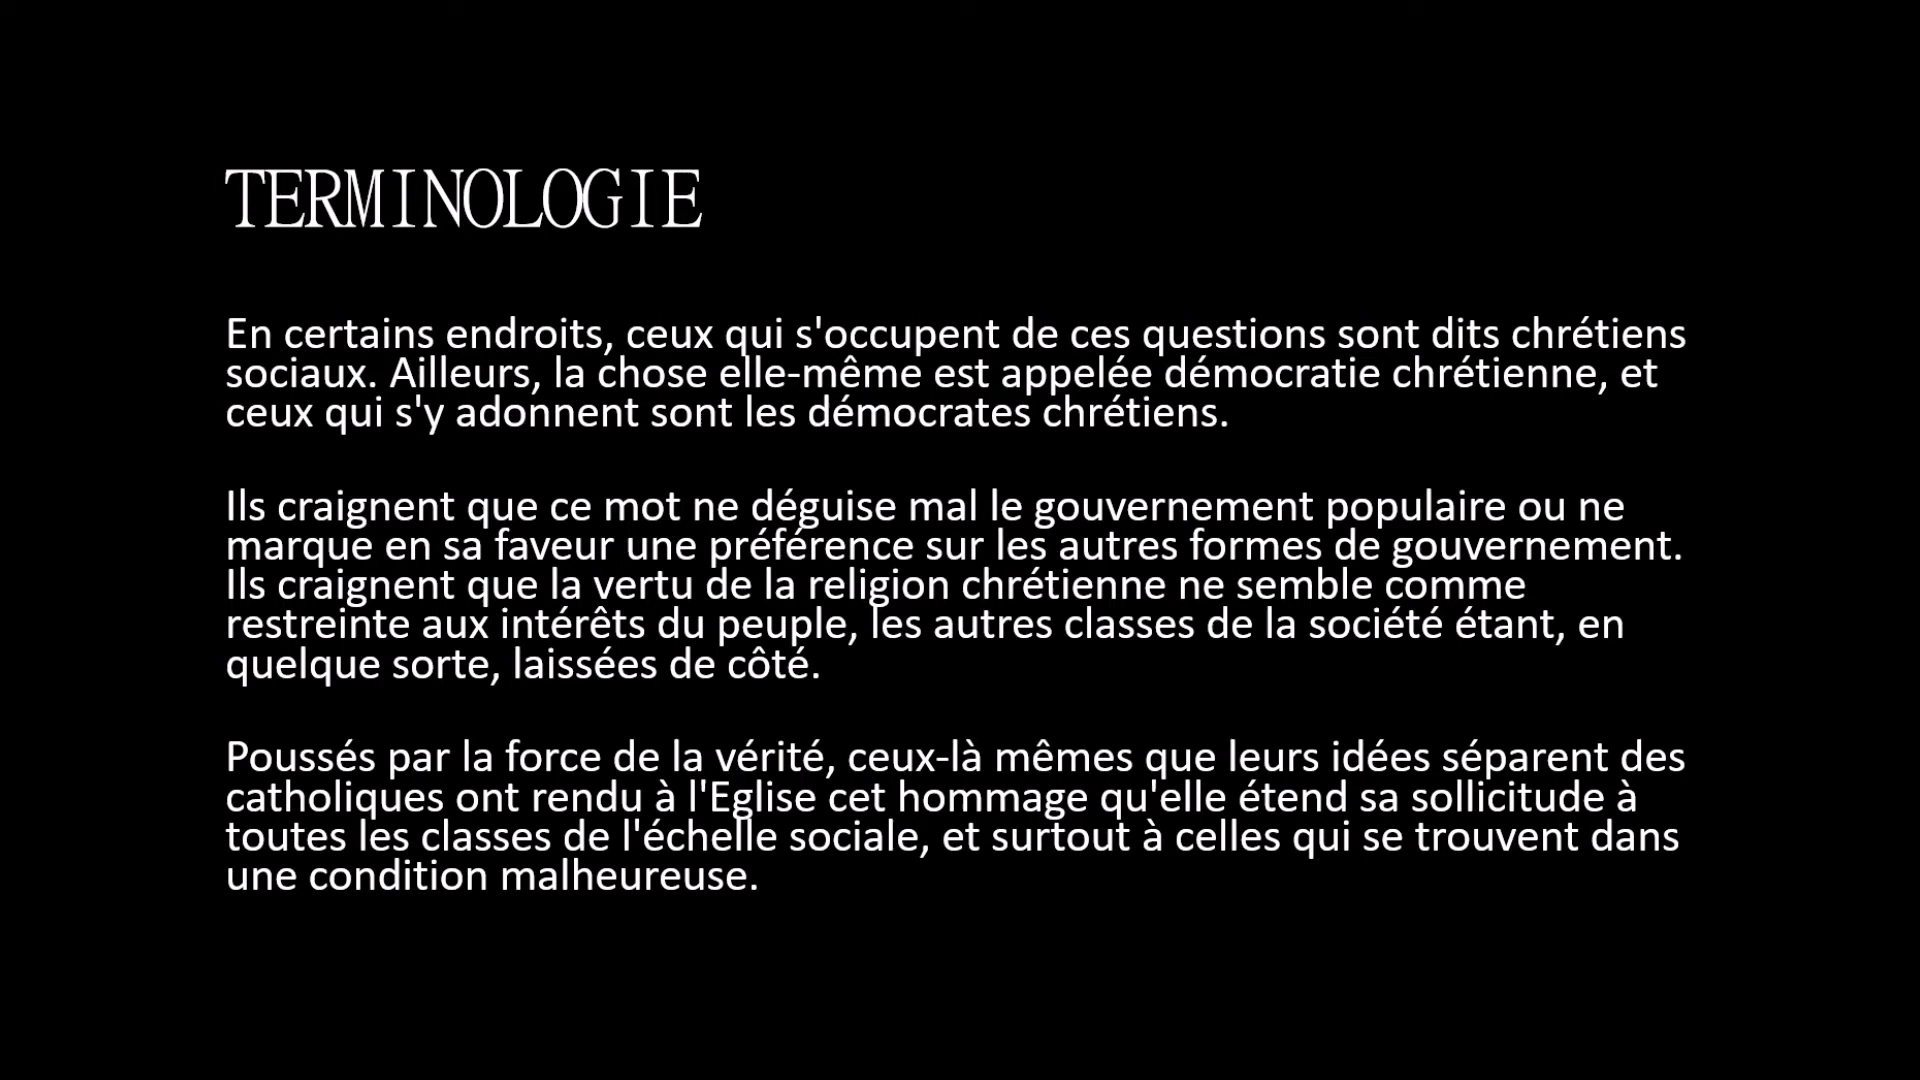 TERMINOLOGIE
En certains endroits, ceux qui s'occupent de ces questions sont dits chrétiens
sociaux. Ailleurs, la chose elle-même est appelée démocratie chrétienne, et
ceux qui s'y adonnent sont les démocrates chrétiens.
Ils craignent que ce mot ne déguise mal le gouvernement populaire ou ne
marque en sa faveur une préférence sur les autres formes de gouvernement.
Ils craignent que la vertu de la religion chrétienne ne semble comme
restreinte aux intérêts du peuple, les autres classes de la société étant, en
quelque sorte, laissées de côté.
Poussés par la force de la vérité, ceux-là mêmes que leurs idées séparent des
catholiques ont rendu à l'Eglise cet hommage qu'elle étend sa sollicitude à
toutes les classes de l'échelle sociale, et surtout à celles qui se trouvent dans
une condition malheureuse.